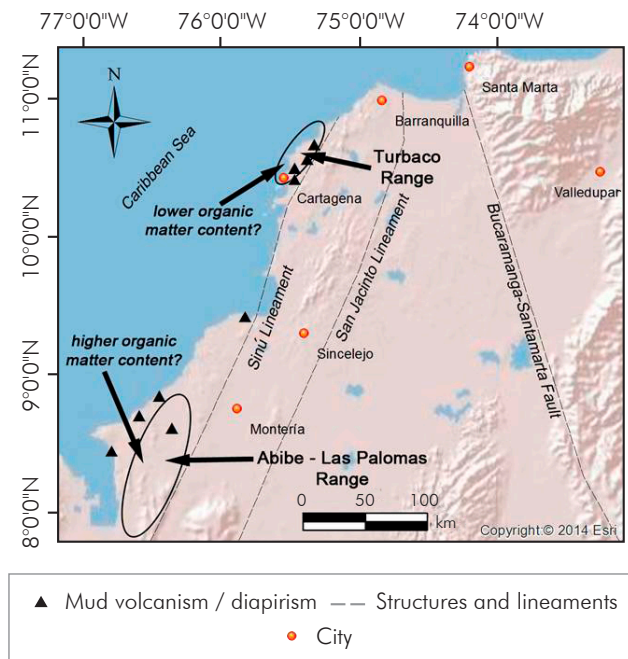 77°0'0"W 76°0'0"W 75°0'0"W 74°0'0"W
11°0'0"N
10°0'0"N
9°0'0"N
8°0'0"N
N
Caribbean Sea
Santa Marta
Barranquilla
Turbaco
Range
Valledupar
Cartagena
lower organic
matter content?
Sinú Lineament
San Jacinto Lineament
Bucaramanga-Santamarta Fault
higher organic
matter content?
Sincelejo
Montería
Abibe - Las Palomas
Range
0 50 100
km
Copyright:© 2014 Esri
Mud volcanism / diapirism
Structures and lineaments
City